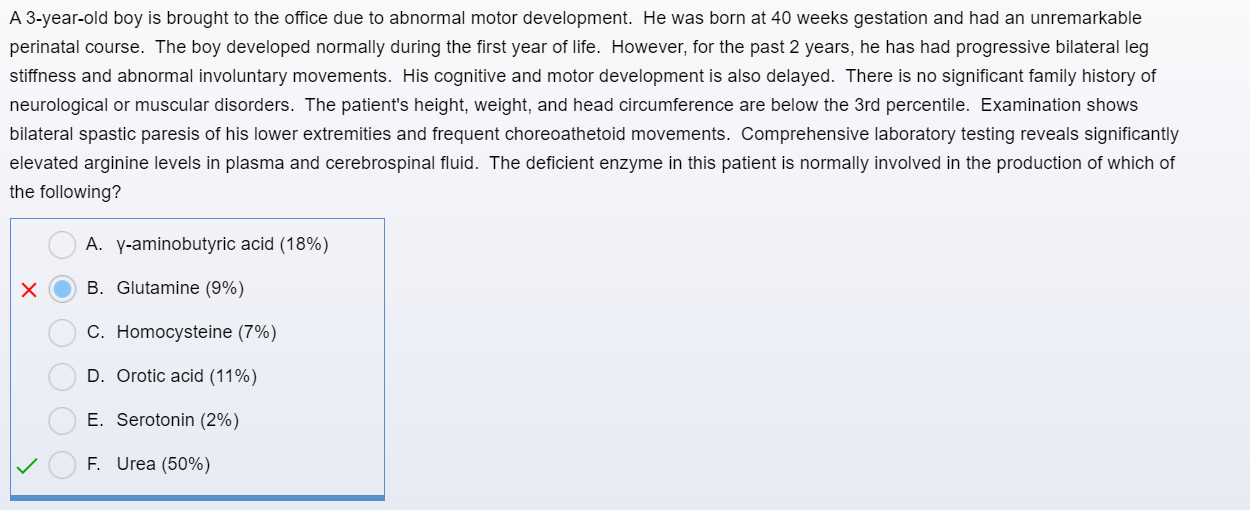 A 3-year-old boy is brought to the office due to abnormal motor development.  He was born at 40 weeks gestation and had an unremarkable
perinatal course.  The boy developed normally during the first year of life.  However, for the past 2 years, he has had progressive bilateral leg
stiffness and abnormal involuntary movements.  His cognitive and motor development is also delayed.  There is no significant family history of
neurological or muscular disorders.  The patient's height, weight, and head circumference are below the 3rd percentile.  Examination shows
bilateral spastic paresis of his lower extremities and frequent choreoathetoid movements.  Comprehensive laboratory testing reveals significantly
elevated arginine levels in plasma and cerebrospinal fluid.  The deficient enzyme in this patient is normally involved in the production of which of
the following?
A. γ-aminobutyric acid (18%)
B. Glutamine (9%)
C. Homocysteine (7%)
D. Orotic acid (11%)
E. Serotonin (2%)
F. Urea (50%)